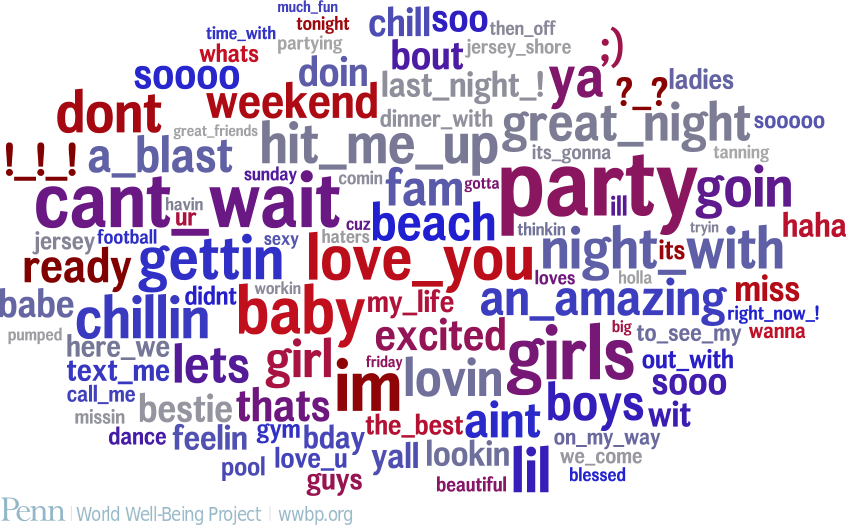 much_fun
time_with tonight chillsoo then_off
whats partying bout jersey_shore ;)
soooo doin last_night_! ya ?_? ladies
dont weekend dinner_with great_night sooooo
great_friends hit_me_up its_gonna tanning
!_!_! a_blast sunday comin fam gotta party goin
cant_wait havin ur cuz beach ill
jersey football sexy haters thinkin tryin haha
ready gettin love_you night_with its
babe chillin didnt workin baby my_life loves holla an_amazing miss
pumped excited girls big to_see_my right_now_! wanna
here_we lets girl friday im lovin out_with
text_me sooo
call_me bestie thats boys wit
missin the_best aint
dance feelin gym bday lookin on_my_way
pool love_u yall lil we_come
guys beautiful blessed
Penn | World Well-Being Project | wwbp.org